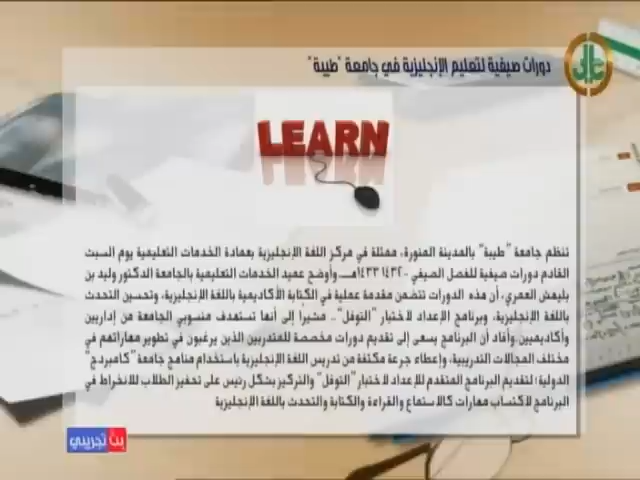 دورات صيفية لتعليم الإنجليزية في جامعة "طيبة"
LEARN
تنظم جامعة "طيبة" بالمدينة المنورة، ممثلة في مركز اللغة الإنجليزية بعمادة الخدمات التعليمية يوم السبت
القادم دورات صيفية للفصل الصيفي ١٤٣٢-١٤٣٣هـ، وأوضح عميد الخدمات التعليمية بالجامعة الدكتور وليد بن
بليهش العمري، أن هذه الدورات تتضمن مقدمة عملية في الكتابة الأكاديمية باللغة الإنجليزية، وتحسين التحدث
باللغة الإنجليزية، وبرنامج الإعداد لاختبار "التوفل".. مشيراً إلى أنها تستهدف منسوبي الجامعة من إداريين
وأكاديميين.وأفاد أن البرنامج يسعى إلى تقديم دورات مخصصة للمتدربين الذين يرغبون في تطوير مهاراتهم في
مختلف المجالات التدريبية، وإعطاء جرعة مكثفة من تدريس اللغة الإنجليزية باستخدام مناهج جامعة "كامبردج"
الدولية؛ لتقديم البرنامج المتقدم للإعداد لاختبار "التوفل" والتركيز بشكل رئيس على تحفيز الطلاب للانخراط في
البرنامج لاكتساب مهارات كالاستماع والقراءة والكتابة والتحدث باللغة الإنجليزية
بث تجريبي